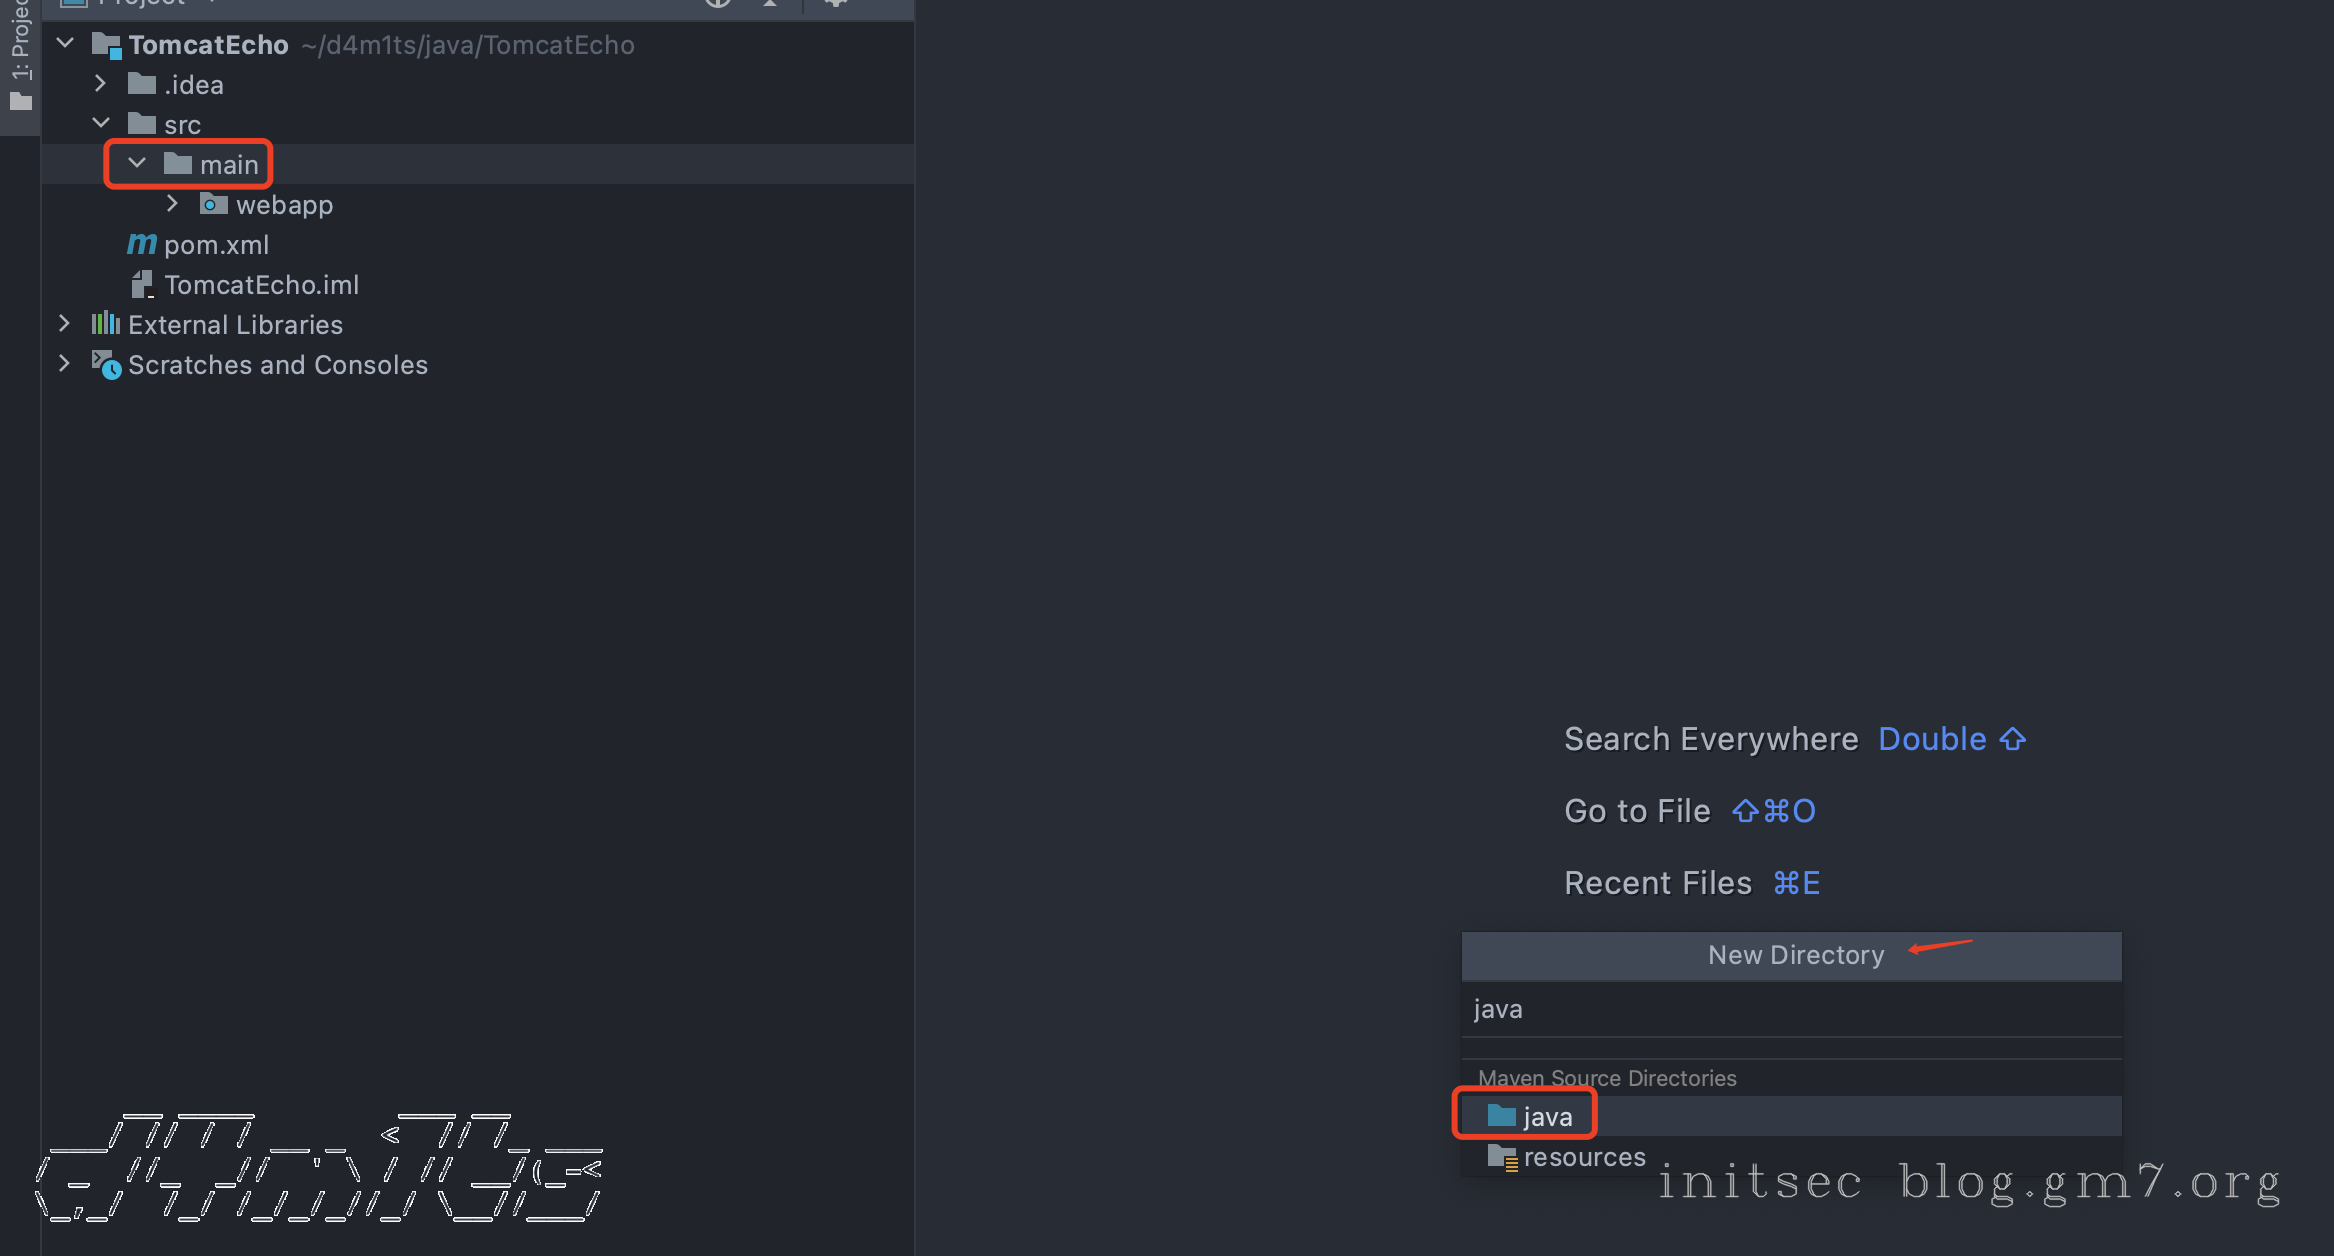 Project
1: Projec
TomcatEcho ~/d4m1ts/java/TomcatEcho
.idea
src
main
webapp
pom.xml
TomcatEcho.iml
External Libraries
Scratches and Consoles
Search Everywhere Double ⇧
Go to File ⇧⌘O
Recent Files ⌘E
New Directory
java
Maven Source Directories
java
resources
d4m1ts
initsec blog.gm7.org